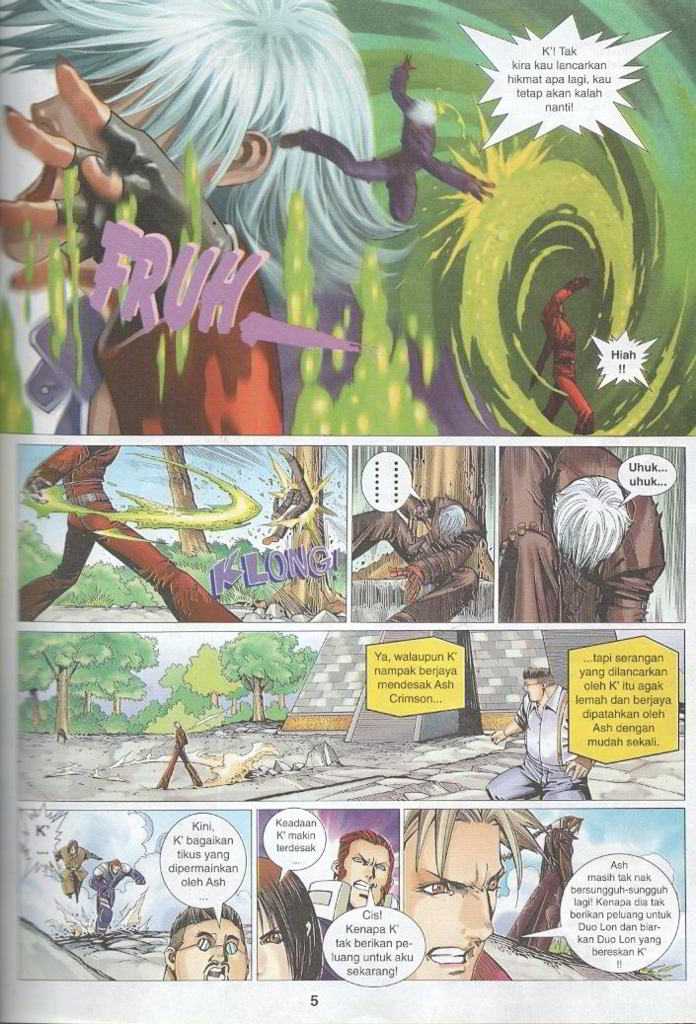 K'! Tak
kira kau lancarkan
hikmat apa lagi, kau
tetap akan kalah
nanti!
FRUH
Hiah
!!
KLONG!
Uhuk...
uhuk...
Ya, walaupun K'
nampak berjaya
mendesak Ash
Crimson...
...tapi serangan
yang dilancarkan
oleh K' itu agak
lemah dan berjaya
dipatahkan oleh
Ash dengan
mudah sekali.
K'
...
Kini,
K' bagaikan
tikus yang
dipermainkan
oleh Ash
...
Keadaan
K' makin
terdesak
...
Cis!
Kenapa K'
tak berikan pe-
luang untuk aku
sekarang!
Ash
masih tak nak
bersungguh-sungguh
lagi! Kenapa dia tak
berikan peluang untuk
Duo Lon dan biar-
kan Duo Lon yang
bereskan K'
!!
5